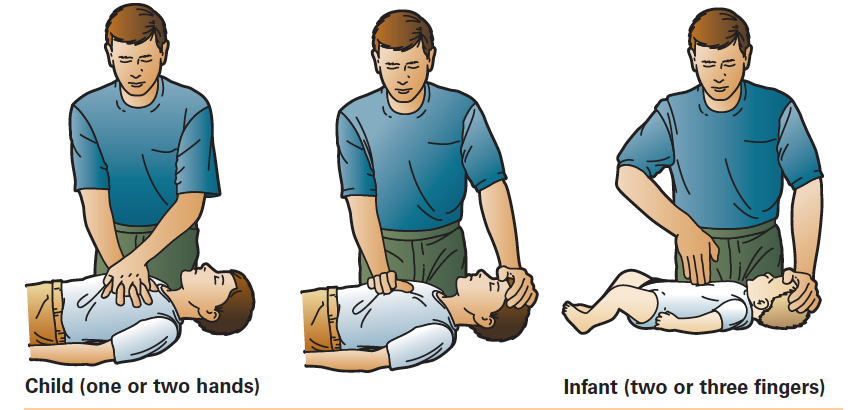 Child (one or two hands)
Infant (two or three fingers)